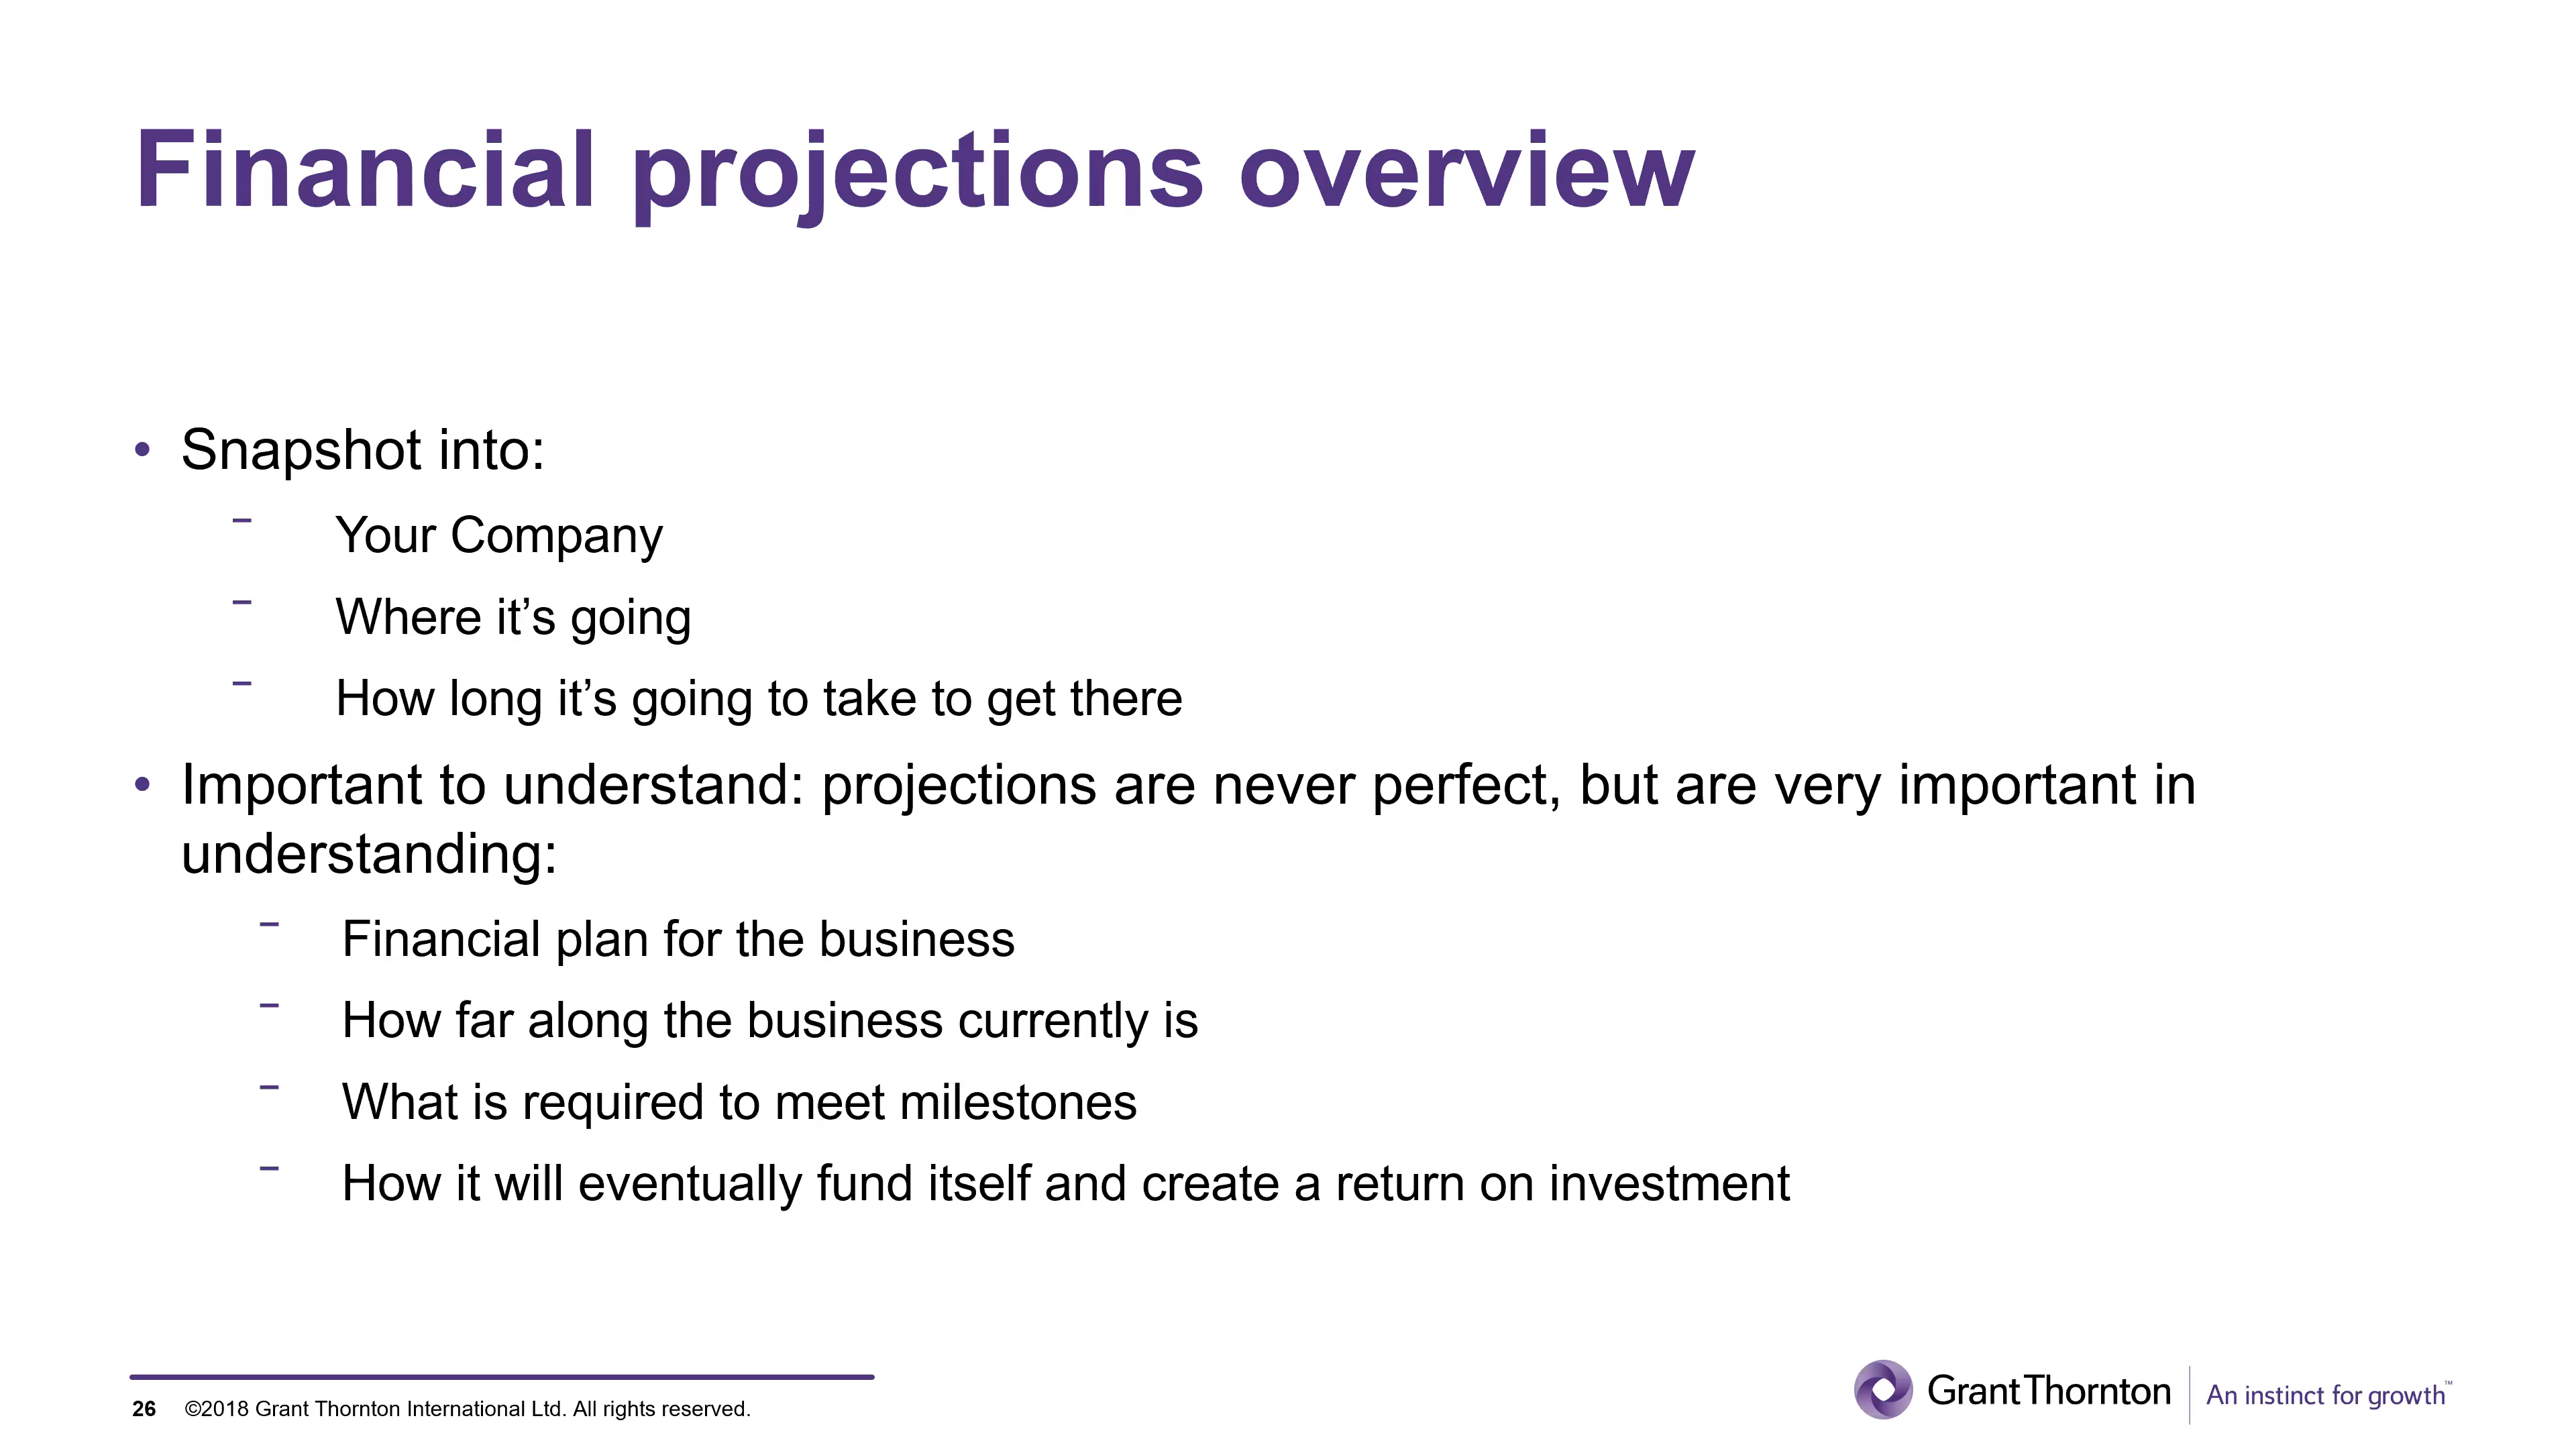 Financial projections overview
• Snapshot into:
– Your Company
– Where it’s going
– How long it’s going to take to get there
• Important to understand: projections are never perfect, but are very important in
understanding:
– Financial plan for the business
– How far along the business currently is
– What is required to meet milestones
– How it will eventually fund itself and create a return on investment
26 ©2018 Grant Thornton International Ltd. All rights reserved.
Grant Thornton An instinct for growth™